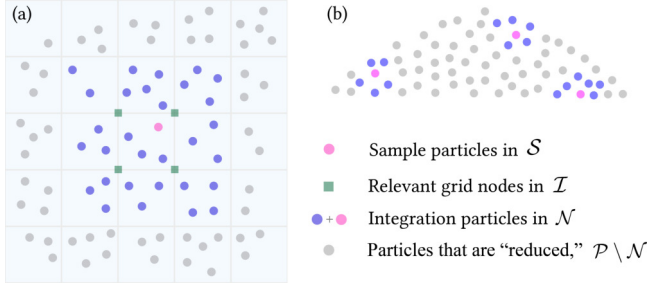 (a)
(b)
Sample particles in 𝒮
Relevant grid nodes in ℐ
+ Integration particles in 𝒩
Particles that are “reduced,” 𝒫 \ 𝒩